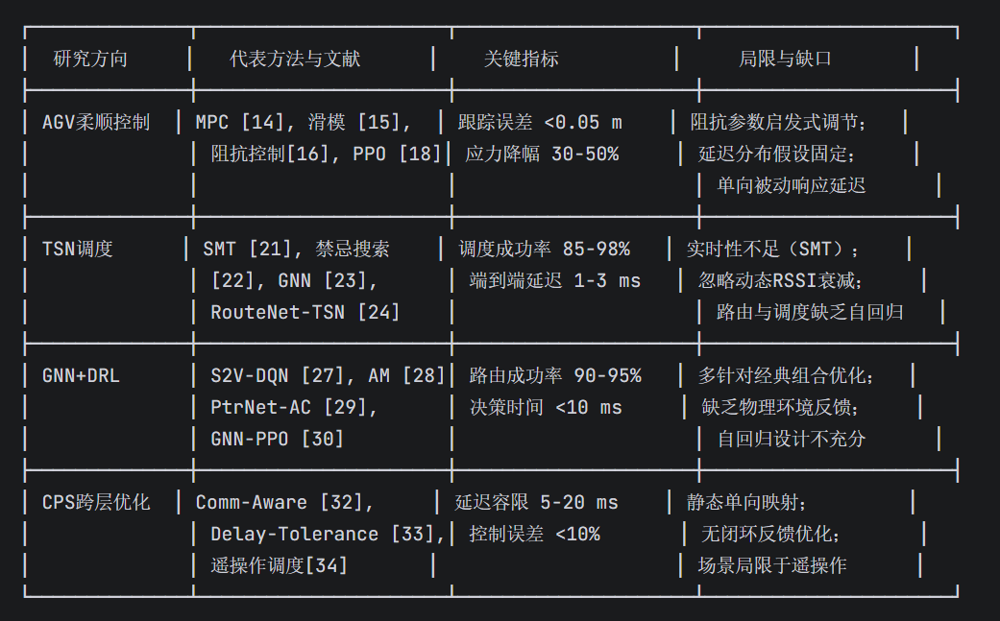 研究方向 代表方法与文献 关键指标 局限与缺口
AGV柔顺控制 MPC [14], 滑模 [15], 跟踪误差 <0.05 m 阻抗参数启发式调节;
阻抗控制[16], PPO [18] 应力降幅 30-50% 延迟分布假设固定;
单向被动响应延迟
TSN调度 SMT [21], 禁忌搜索 调度成功率 85-98% 实时性不足（SMT）;
[22], GNN [23], 端到端延迟 1-3 ms 忽略动态RSSI衰减;
RouteNet-TSN [24] 路由与调度缺乏自回归
GNN+DRL S2V-DQN [27], AM [28] 路由成功率 90-95% 多针对经典组合优化;
PtrNet-AC [29], 决策时间 <10 ms 缺乏物理环境反馈;
GNN-PPO [30] 自回归设计不充分
CPS跨层优化 Comm-Aware [32], 延迟容限 5-20 ms 静态单向映射;
Delay-Tolerance [33], 控制误差 <10% 无闭环反馈优化;
遥操作调度[34] 场景局限于遥操作